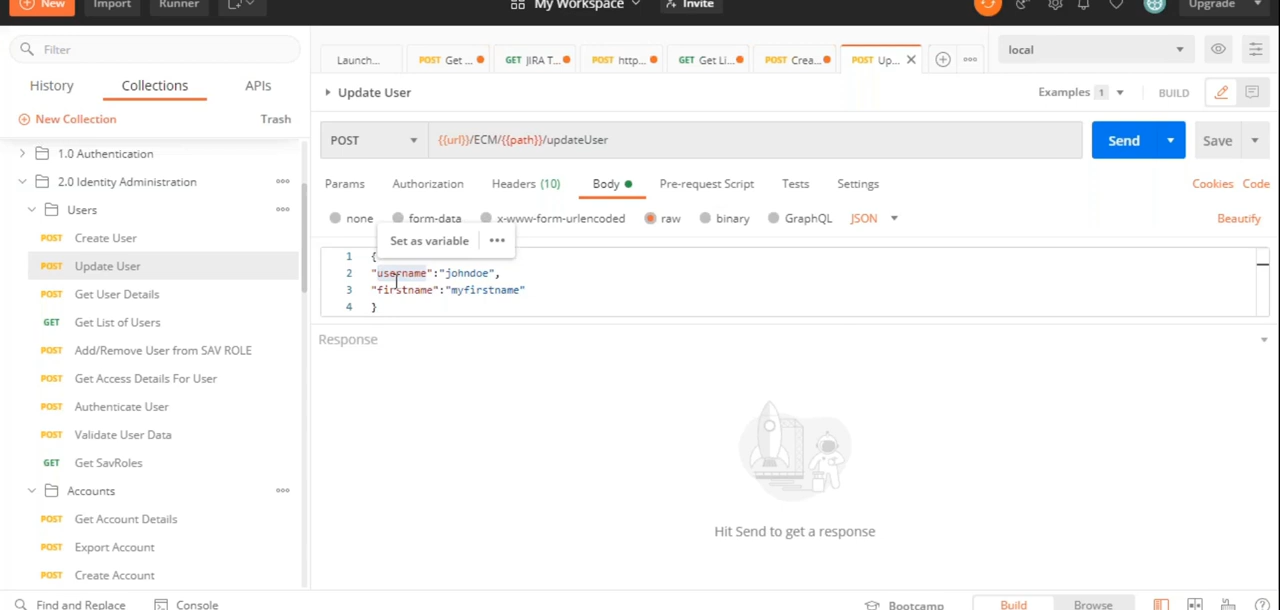 New Import Runner My Workspace Invite Upgrade
Filter
History Collections APIs
New Collection Trash
1.0 Authentication
2.0 Identity Administration
Users
POST Create User
POST Update User
POST Get User Details
GET Get List of Users
POST Add/Remove User from SAV ROLE
POST Get Access Details For User
POST Authenticate User
POST Validate User Data
GET Get SavRoles
Accounts
POST Get Account Details
POST Export Account
POST Create Account
Launch... POST Get ... GET JIRA T... POST http... GET Get Li... POST Crea... POST Up... local
Update User Examples 1 BUILD
POST {{url}}/ECM/{{path}}/updateUser Send Save
Params Authorization Headers (10) Body Pre-request Script Tests Settings Cookies Code
none form-data x-www-form-urlencoded raw binary GraphQL JSON Beautify
Set as variable
1 {
2 "username":"johndoe",
3 "firstname":"myfirstname"
4 }
Response
Hit Send to get a response
Find and Replace Console Bootcamp Build Browse